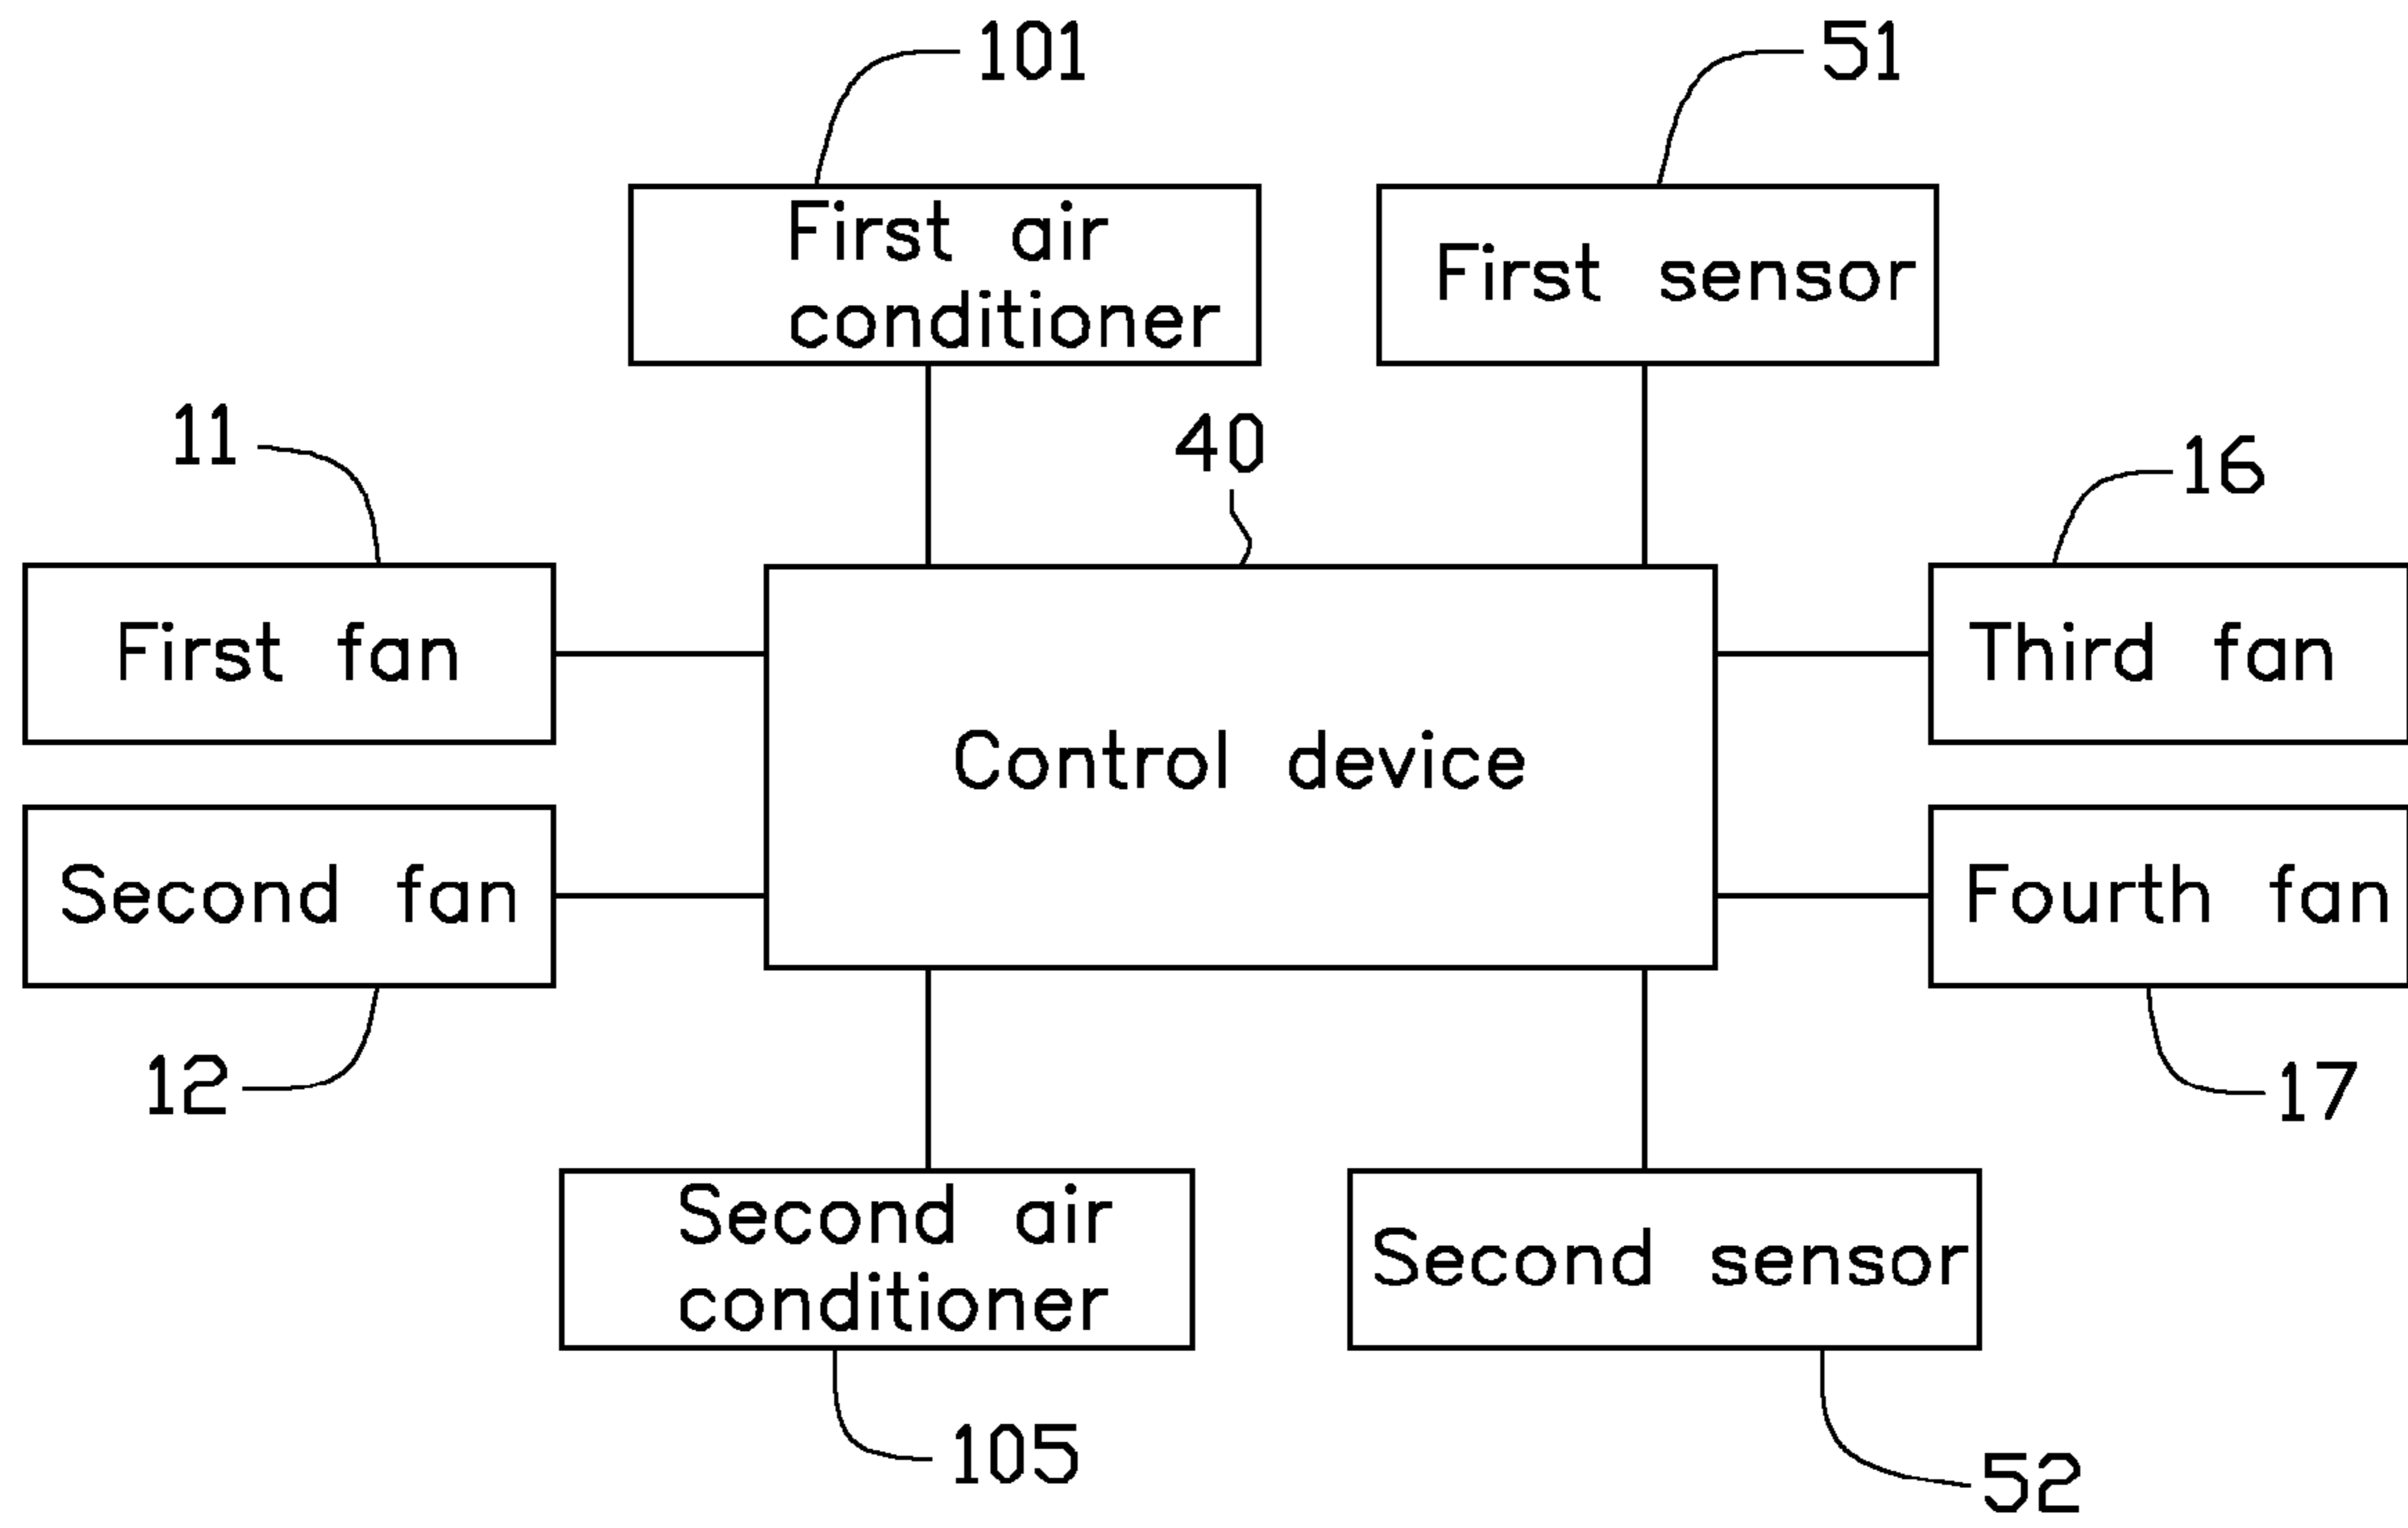 101
51
First air
conditioner
First sensor
11
40
16
First fan
Third fan
Control device
Second fan
Fourth fan
12
17
Second air
conditioner
Second sensor
105
52